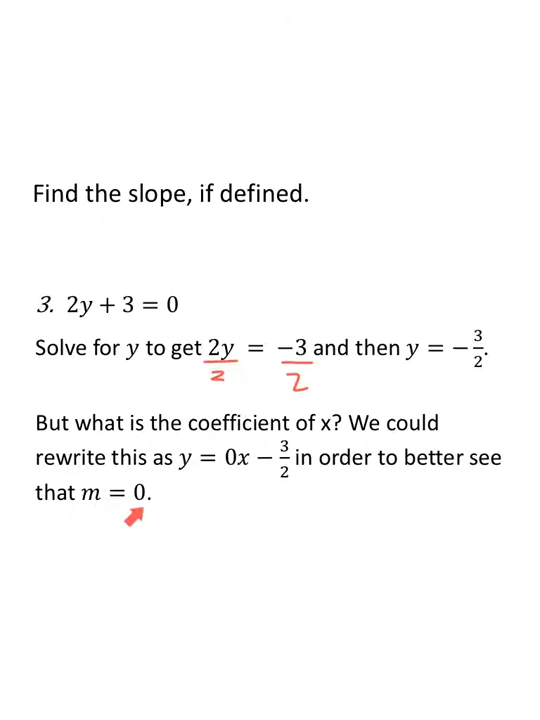 Find the slope, if defined.
3. 2y + 3 = 0
Solve for y to get 2y = −3 and then y = −3/2.
2 2
But what is the coefficient of x? We could
rewrite this as y = 0x − 3/2 in order to better see
that m = 0.